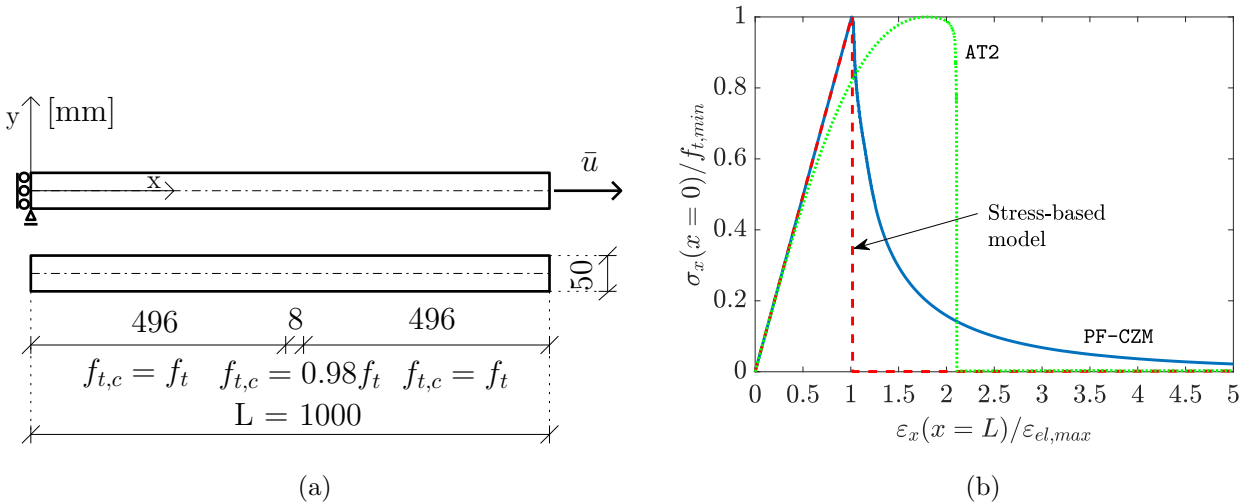 y
[mm]
x
ū
50
496
8
496
f_{t,c} = f_t
f_{t,c} = 0.98f_t
f_{t,c} = f_t
L = 1000
(a)
1
0.8
0.6
0.4
0.2
0
σ_x(x = 0)/f_{t,min}
AT2
Stress-based
model
PF-CZM
0 0.5 1 1.5 2 2.5 3 3.5 4 4.5 5
ε_x(x = L)/ε_{el,max}
(b)